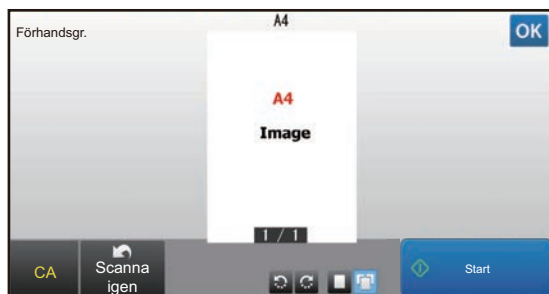 A4
Förhandsgr.
OK
A4
Image
1 / 1
CA
Scanna
igen
Start